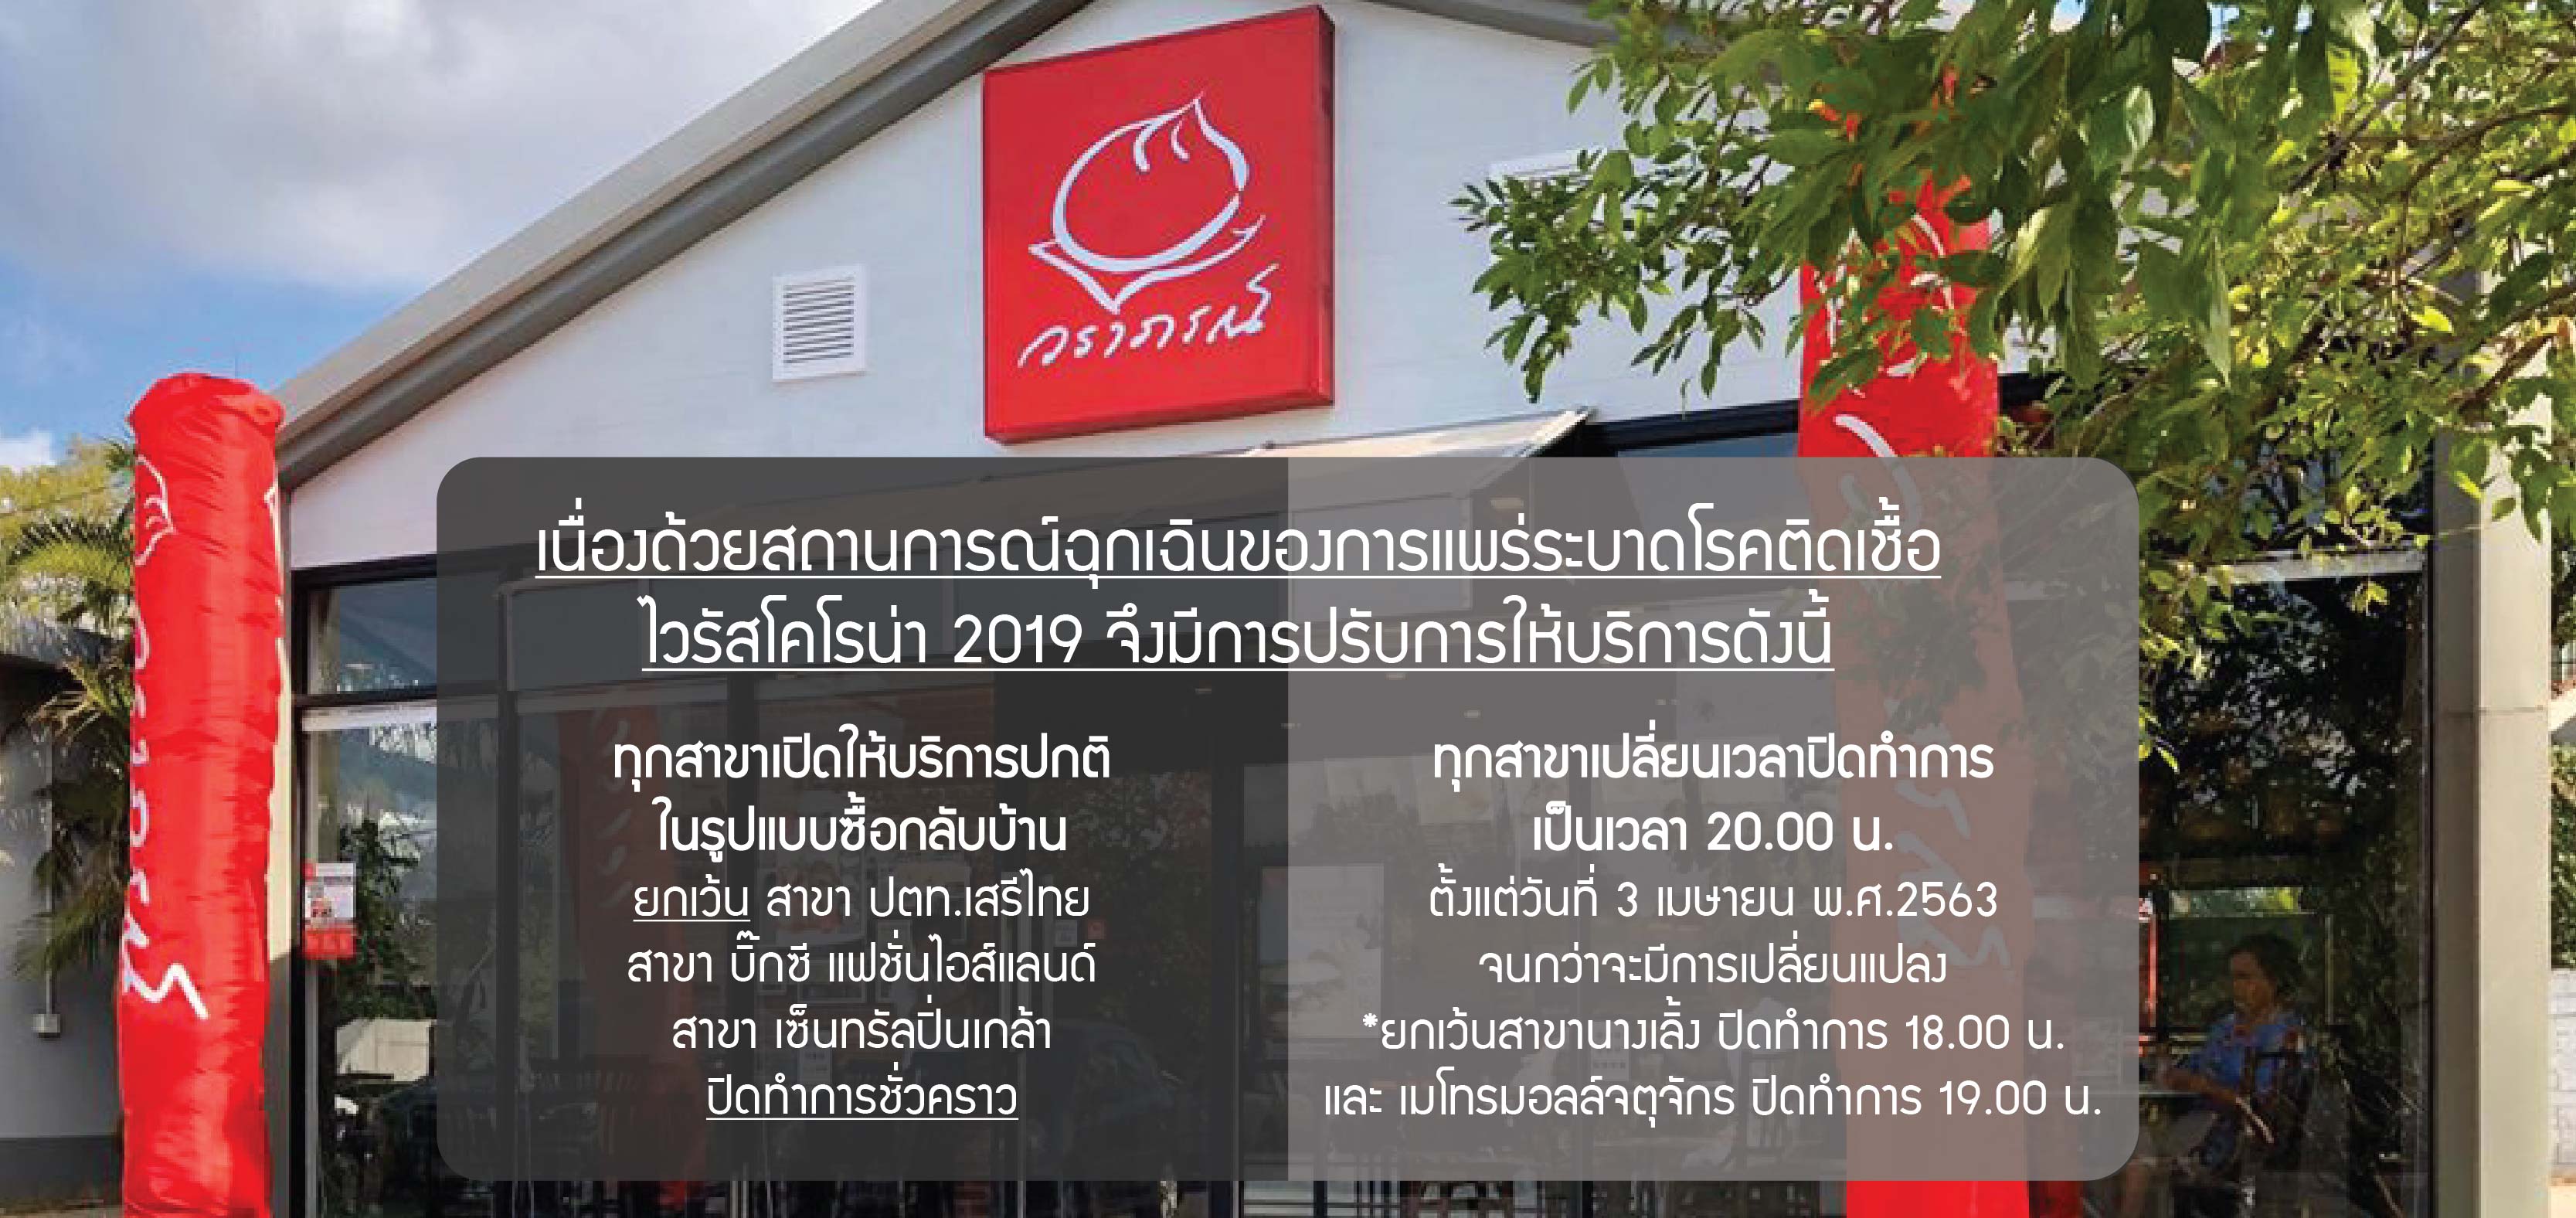 วราภรณ์
เนื่องด้วยสถานการณ์ฉุกเฉินของการแพร่ระบาดโรคติดเชื้อ
ไวรัสโคโรน่า 2019 จึงมีการปรับการให้บริการดังนี้
ทุกสาขาเปิดให้บริการปกติ
ในรูปแบบซื้อกลับบ้าน
ยกเว้น สาขา ปตท.เสรีไทย
สาขา บิ๊กซี แฟชั่นไอส์แลนด์
สาขา เซ็นทรัลปิ่นเกล้า
ปิดทำการชั่วคราว
ทุกสาขาเปลี่ยนเวลาปิดทำการ
เป็นเวลา 20.00 น.
ตั้งแต่วันที่ 3 เมษายน พ.ศ.2563
จนกว่าจะมีการเปลี่ยนแปลง
*ยกเว้นสาขานางเลิ้ง ปิดทำการ 18.00 น.
และ เมโทรมอลล์จตุจักร ปิดทำการ 19.00 น.